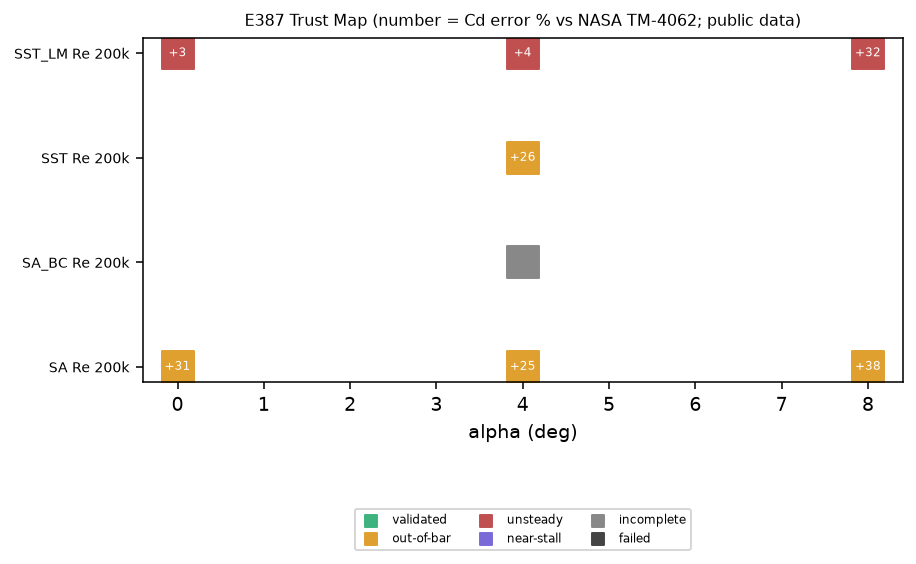 E387 Trust Map (number = Cd error % vs NASA TM-4062; public data)
SST_LM Re 200k +3 +4 +32
SST Re 200k +26
SA_BC Re 200k
SA Re 200k +31 +25 +38
0 1 2 3 4 5 6 7 8
alpha (deg)
validated unsteady incomplete
out-of-bar near-stall failed